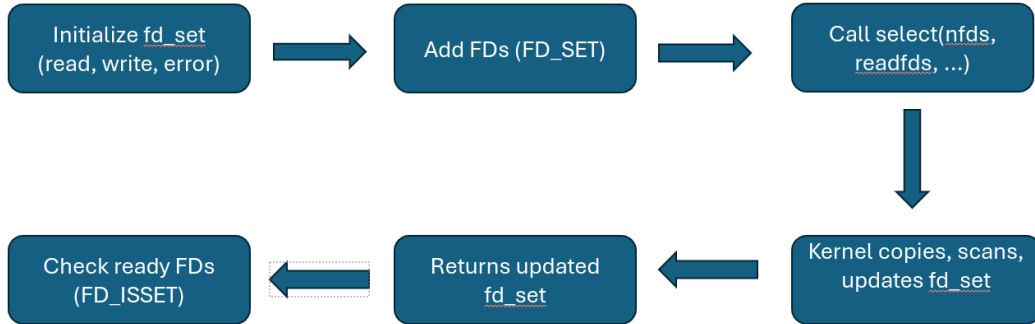 Initialize fd_set
(read, write, error)
Add FDs (FD_SET)
Call select(nfds,
readfds, ...)
Kernel copies, scans,
updates fd_set
Returns updated
fd_set
Check ready FDs
(FD_ISSET)